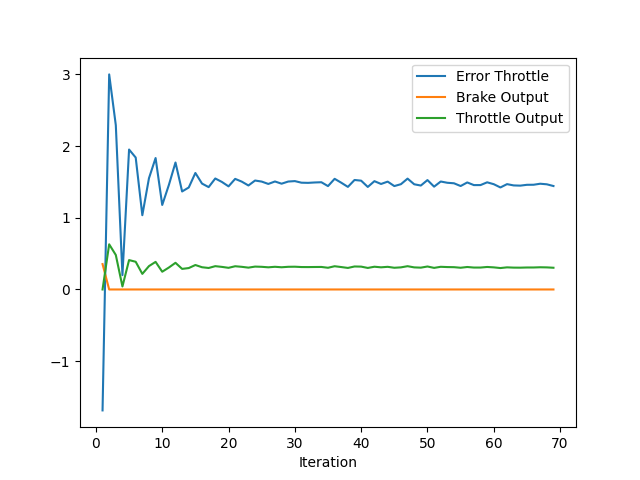 Error Throttle
Brake Output
Throttle Output
3
2
1
0
−1
0 10 20 30 40 50 60 70
Iteration